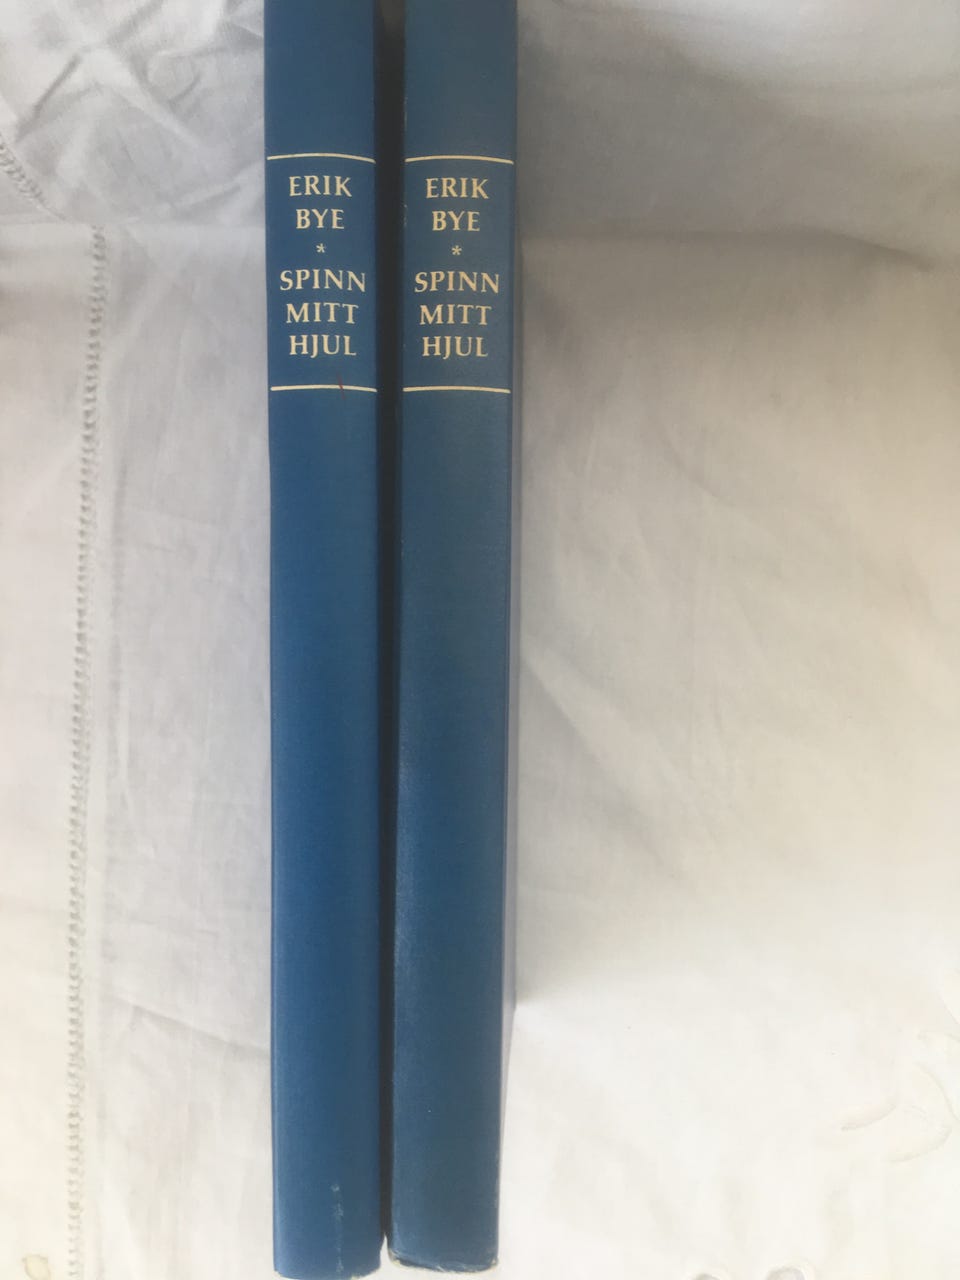 ERIK
BYE
*
SPINN
MITT
HJUL
ERIK
BYE
*
SPINN
MITT
HJUL